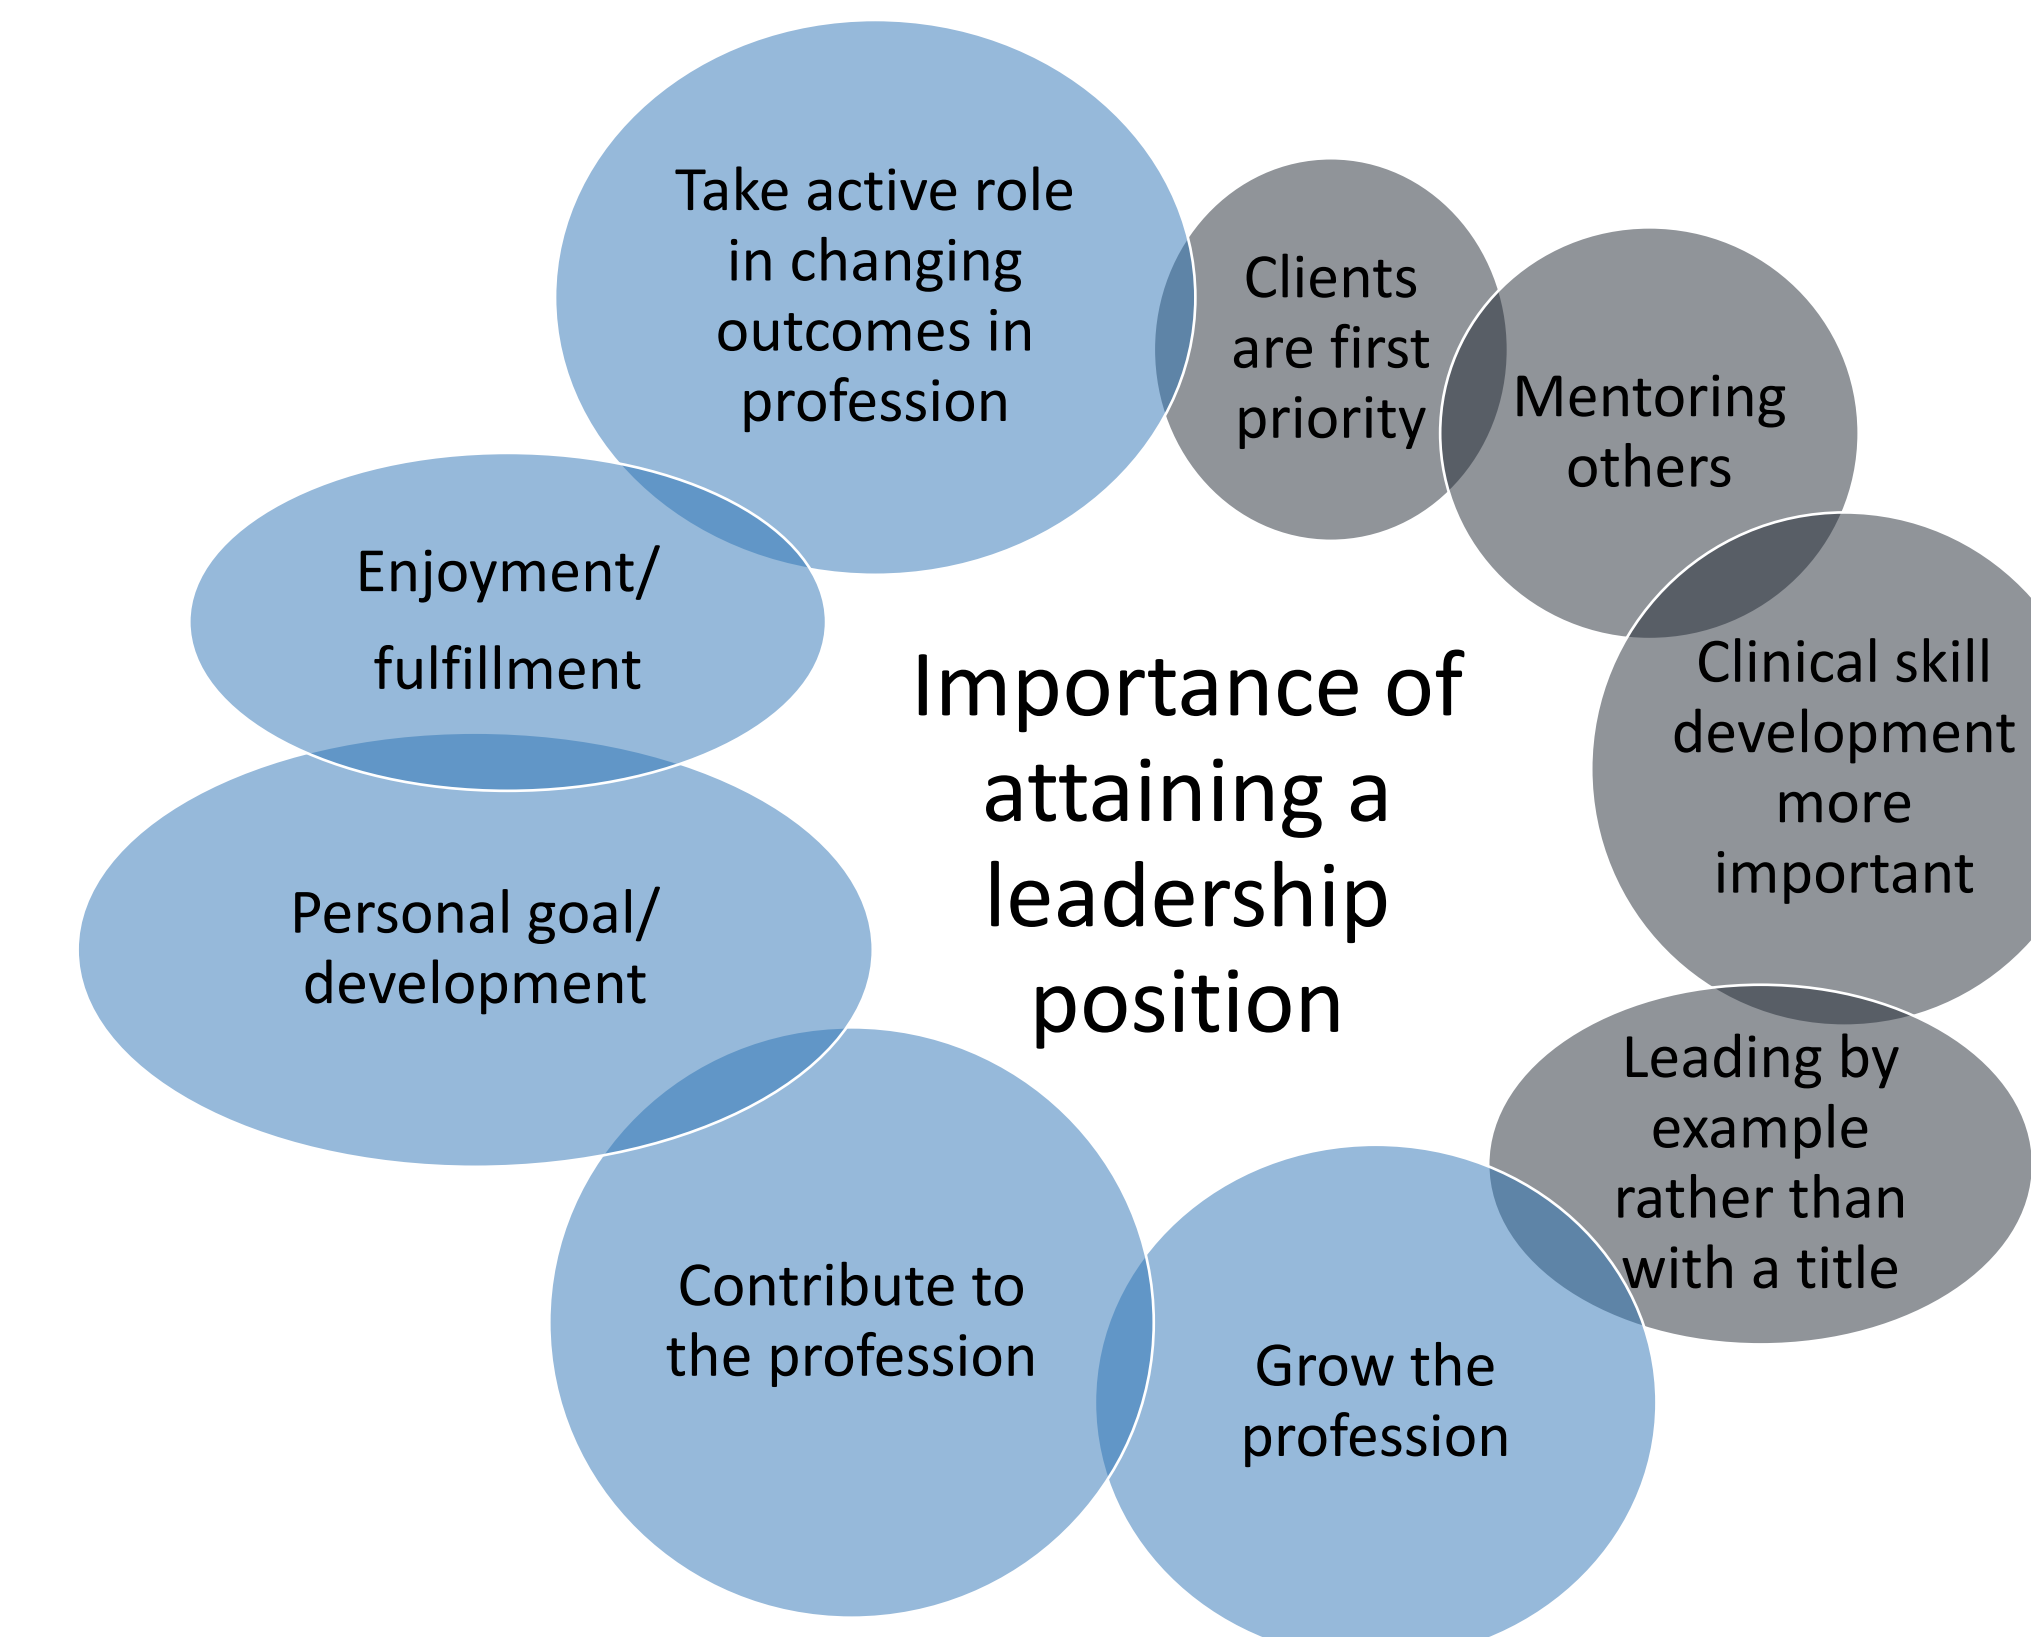 Take active role
in changing
outcomes in
profession
Clients
are first
priority
Mentoring
others
Clinical skill
development
more
important
Leading by
example
rather than
with a title
Grow the
profession
Contribute to
the profession
Personal goal/
development
Enjoyment/
fulfillment
Importance of
attaining a
leadership
position